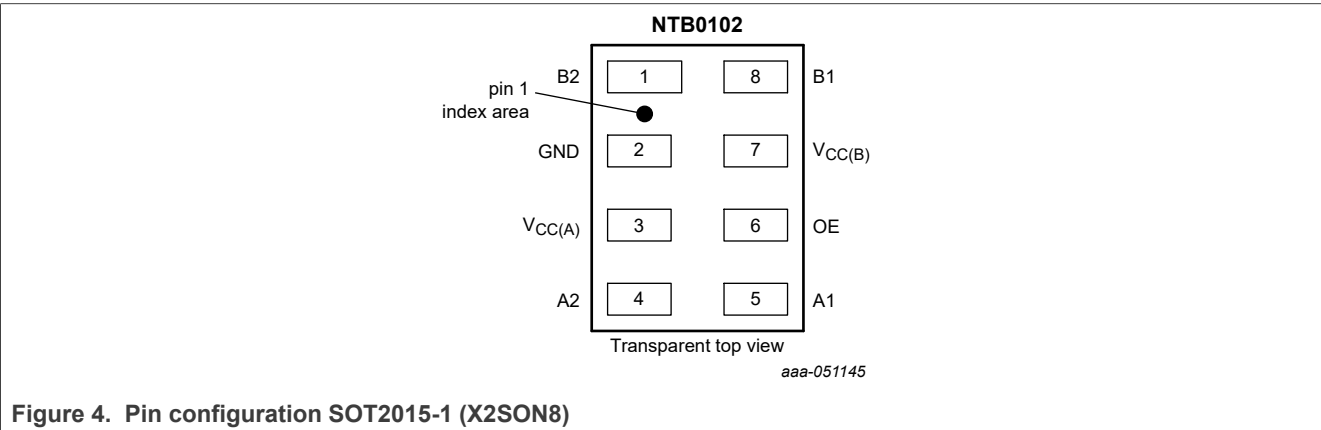 NTB0102
B2 1 8 B1
pin 1
index area
GND 2 7 VCC(B)
VCC(A) 3 6 OE
A2 4 5 A1
Transparent top view
aaa-051145
Figure 4. Pin configuration SOT2015-1 (X2SON8)